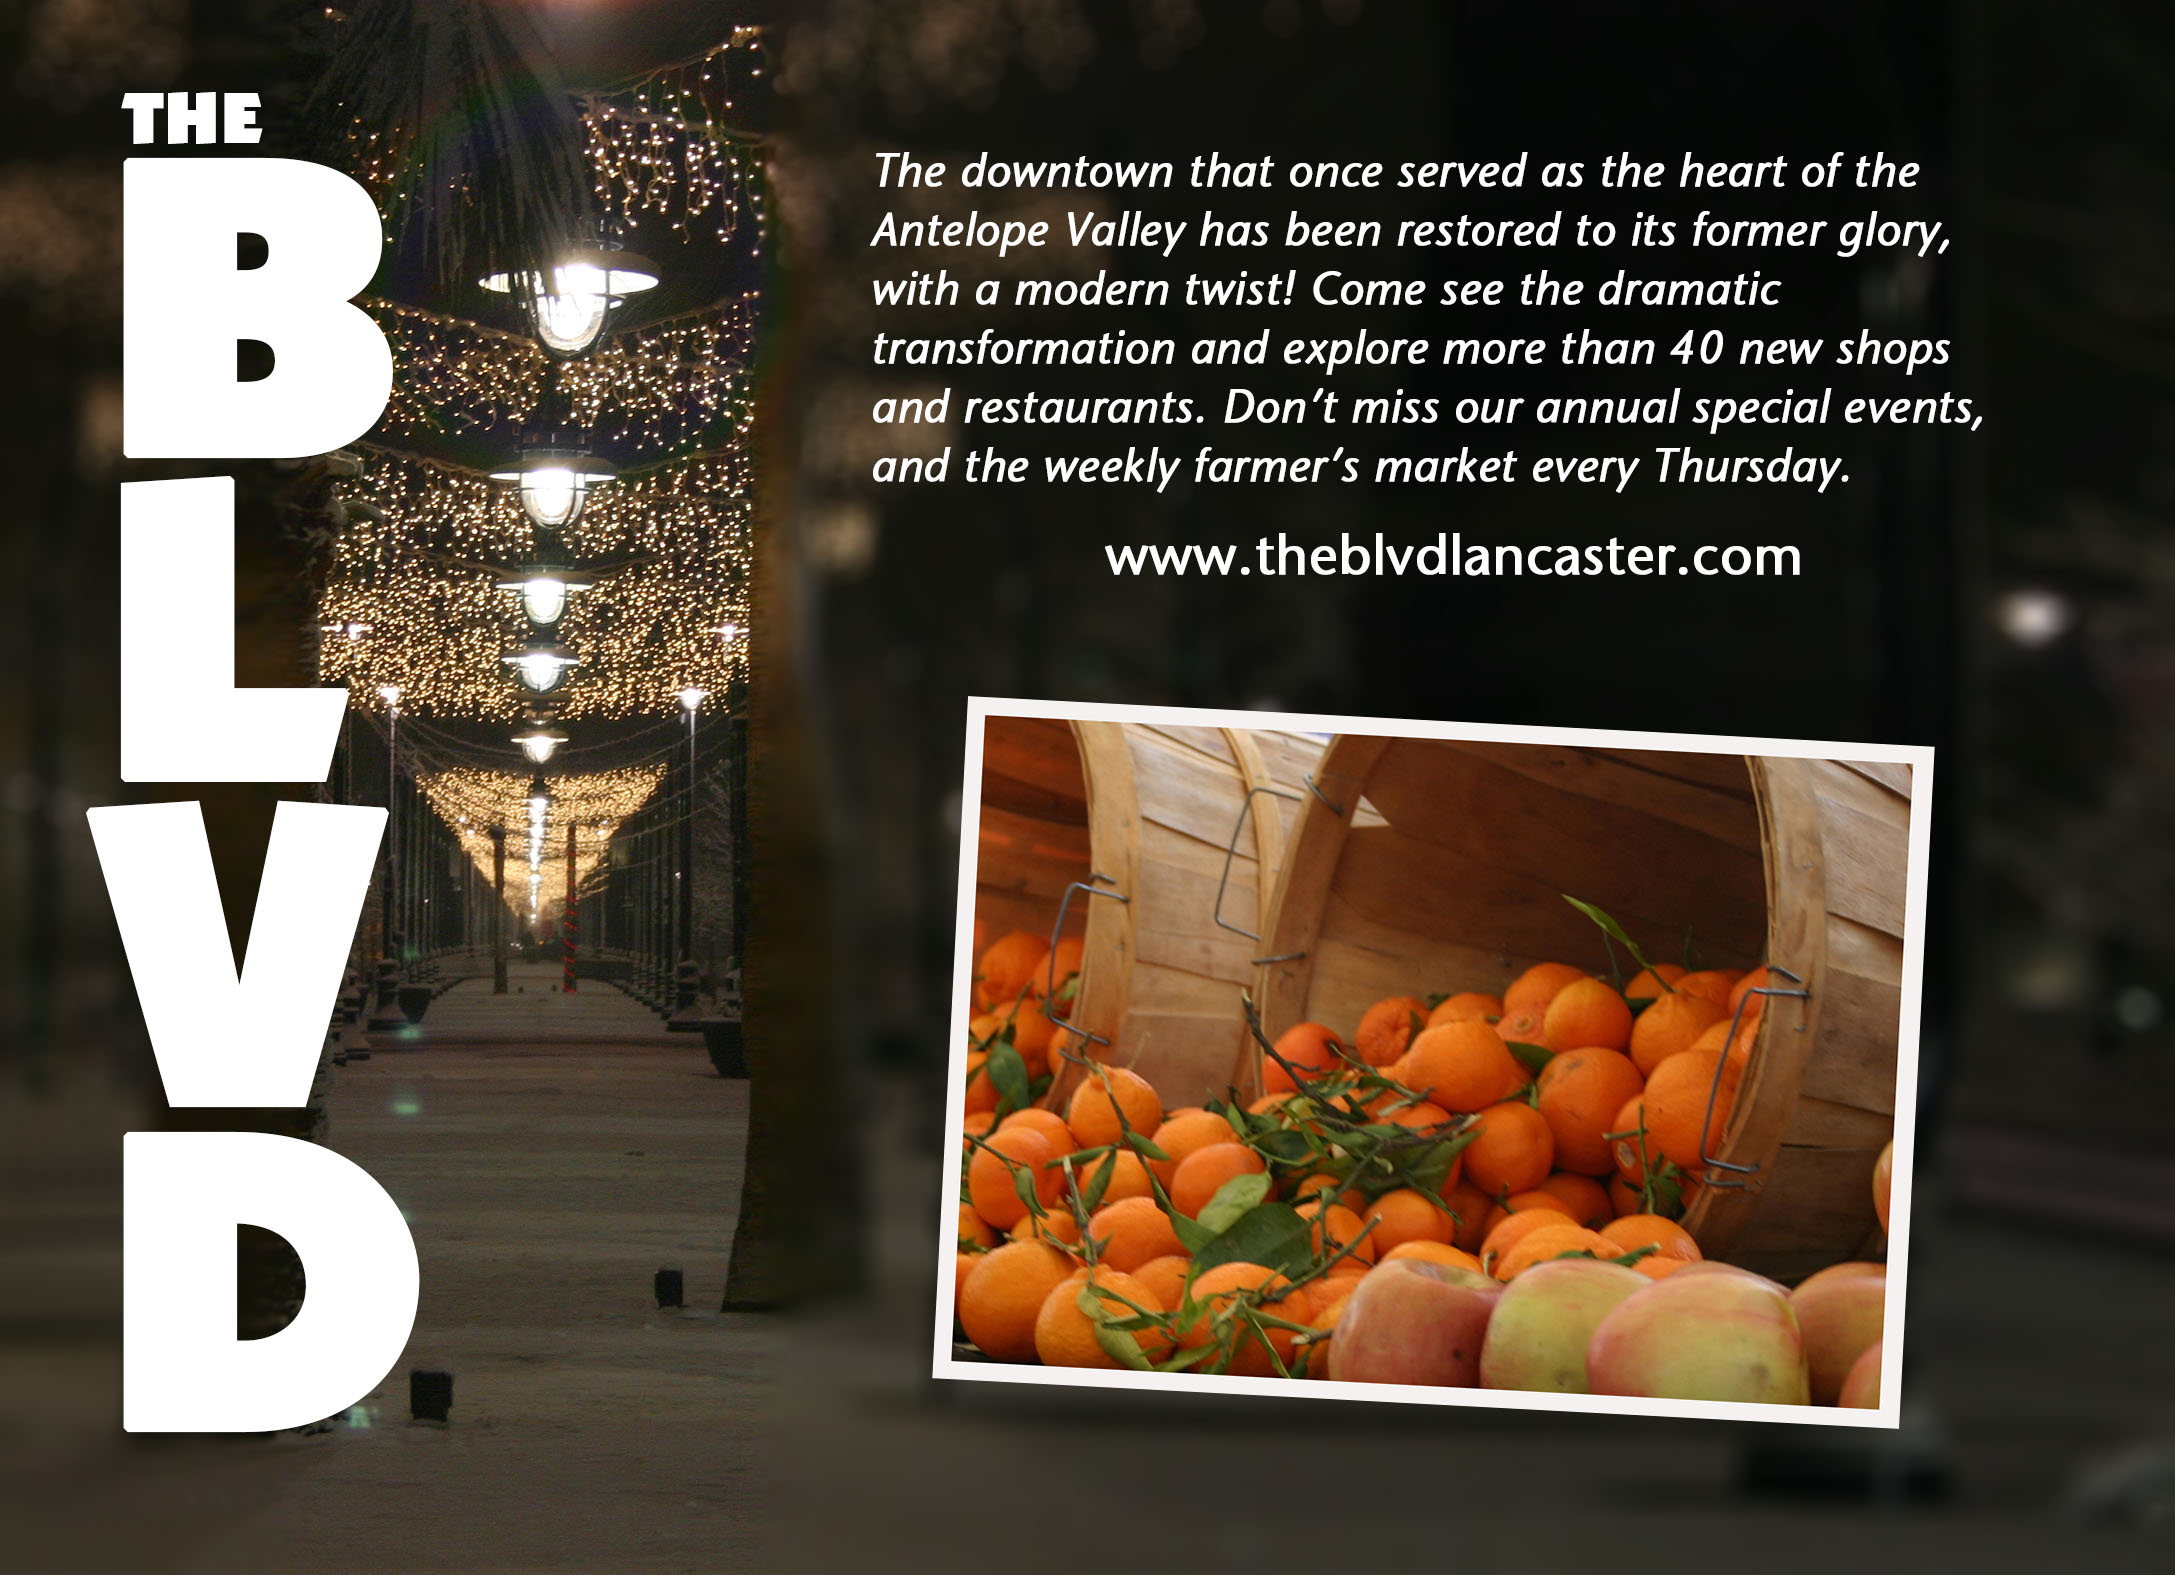 THE
BLVD
The downtown that once served as the heart of the
Antelope Valley has been restored to its former glory,
with a modern twist! Come see the dramatic
transformation and explore more than 40 new shops
and restaurants. Don’t miss our annual special events,
and the weekly farmer’s market every Thursday.
www.theblvdlancaster.com